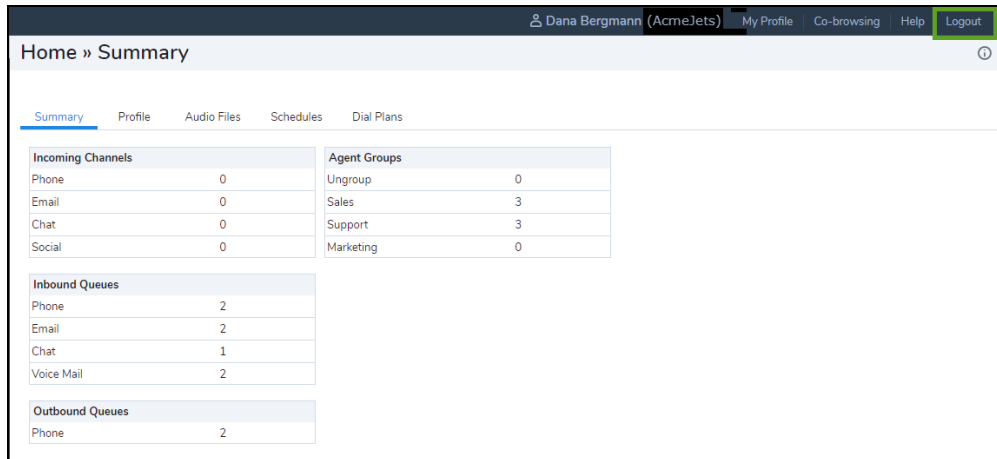 Dana Bergmann (AcmeJets) My Profile Co-browsing Help Logout
Home » Summary
Summary Profile Audio Files Schedules Dial Plans
Incoming Channels
Phone 0
Email 0
Chat 0
Social 0
Agent Groups
Ungroup 0
Sales 3
Support 3
Marketing 0
Inbound Queues
Phone 2
Email 2
Chat 1
Voice Mail 2
Outbound Queues
Phone 2